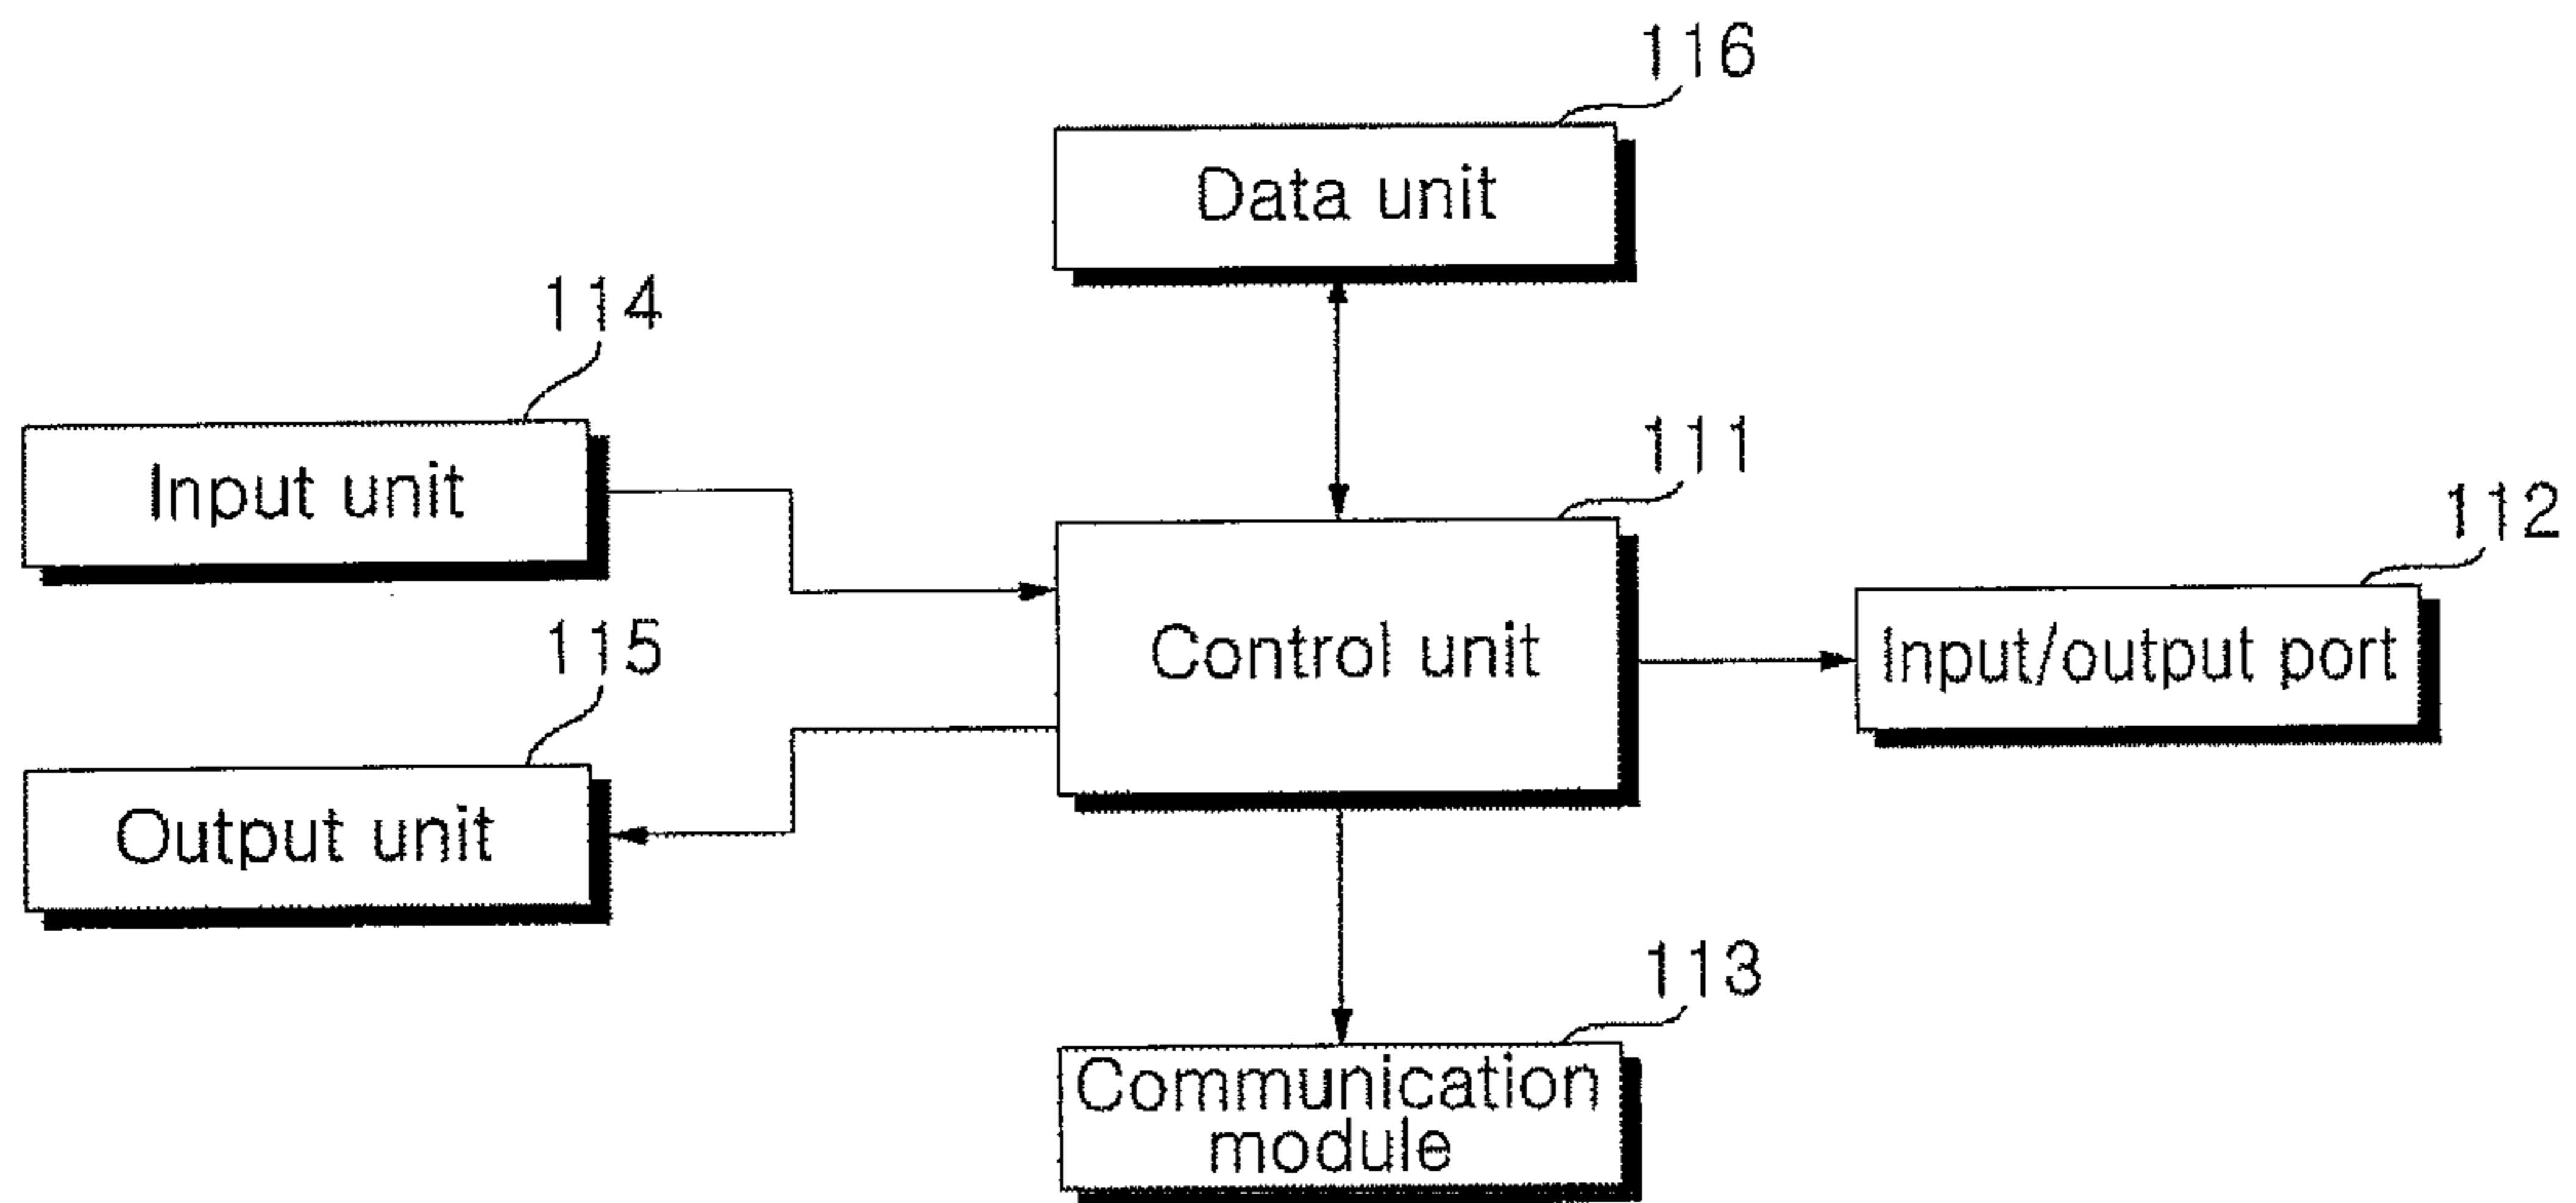 116
Data unit
114
Input unit
111
Control unit
112
Input/output port
115
Output unit
113
Communication
module